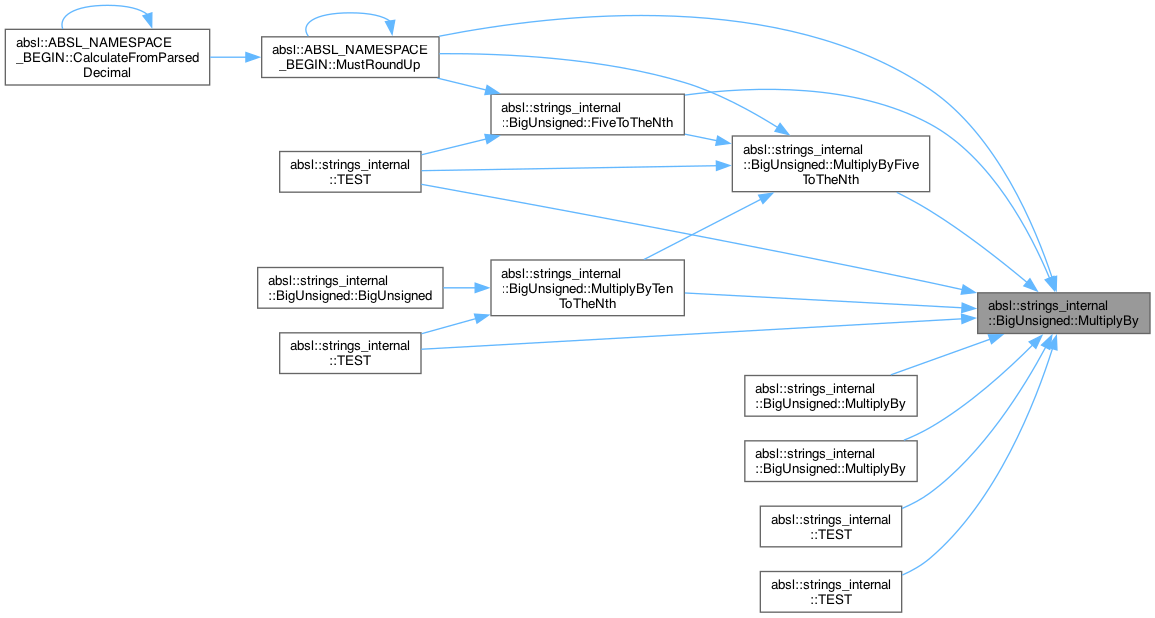 absl::ABSL_NAMESPACE
_BEGIN::CalculateFromParsed
Decimal
absl::ABSL_NAMESPACE
_BEGIN::MustRoundUp
absl::strings_internal
::BigUnsigned::FiveToTheNth
absl::strings_internal
::TEST
absl::strings_internal
::BigUnsigned::MultiplyByFive
ToTheNth
absl::strings_internal
::BigUnsigned::BigUnsigned
absl::strings_internal
::BigUnsigned::MultiplyByTen
ToTheNth
absl::strings_internal
::TEST
absl::strings_internal
::BigUnsigned::MultiplyBy
absl::strings_internal
::BigUnsigned::MultiplyBy
absl::strings_internal
::BigUnsigned::MultiplyBy
absl::strings_internal
::TEST
absl::strings_internal
::TEST